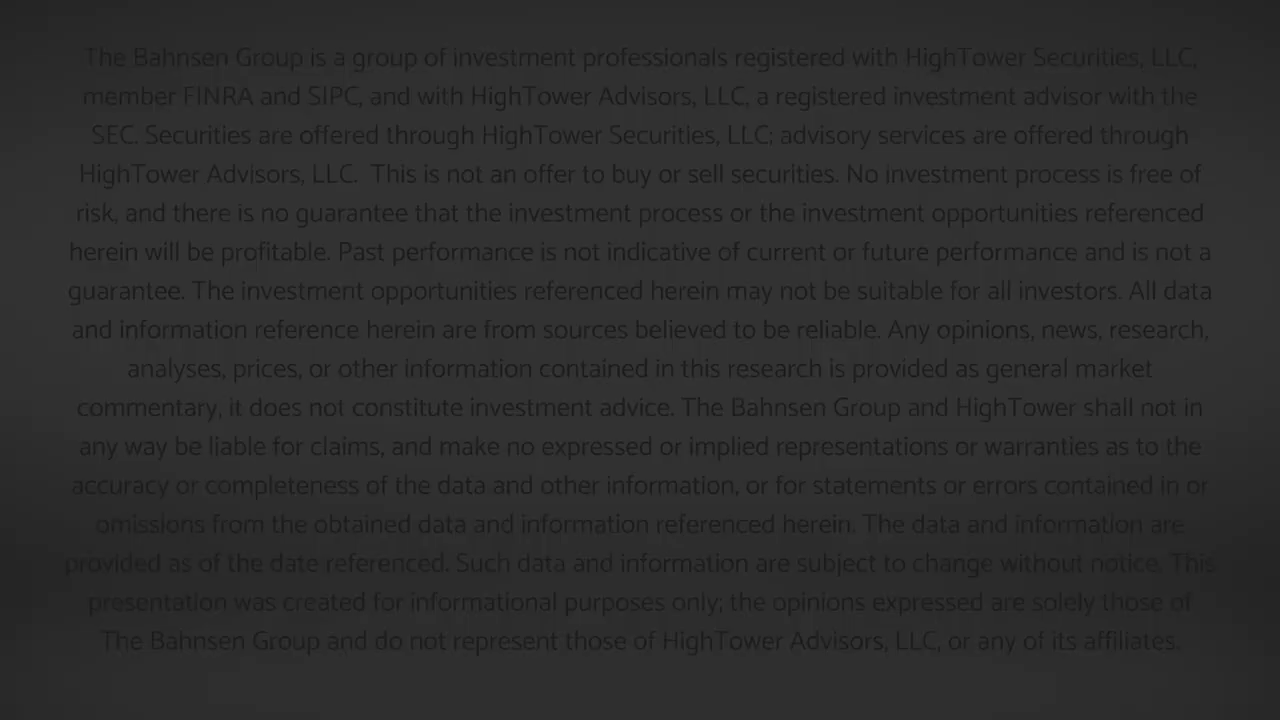 The Bahnsen Group is a group of investment professionals registered with HighTower Securities, LLC,
member FINRA and SIPC, and with HighTower Advisors, LLC, a registered investment advisor with the
SEC. Securities are offered through HighTower Securities, LLC; advisory services are offered through
HighTower Advisors, LLC.  This is not an offer to buy or sell securities. No investment process is free of
risk, and there is no guarantee that the investment process or the investment opportunities referenced
herein will be profitable. Past performance is not indicative of current or future performance and is not a
guarantee. The investment opportunities referenced herein may not be suitable for all investors. All data
and information reference herein are from sources believed to be reliable. Any opinions, news, research,
analyses, prices, or other information contained in this research is provided as general market
commentary, it does not constitute investment advice. The Bahnsen Group and HighTower shall not in
any way be liable for claims, and make no expressed or implied representations or warranties as to the
accuracy or completeness of the data and other information, or for statements or errors contained in or
omissions from the obtained data and information referenced herein. The data and information are
provided as of the date referenced. Such data and information are subject to change without notice. This
presentation was created for informational purposes only; the opinions expressed are solely those of
The Bahnsen Group and do not represent those of HighTower Advisors, LLC, or any of its affiliates.